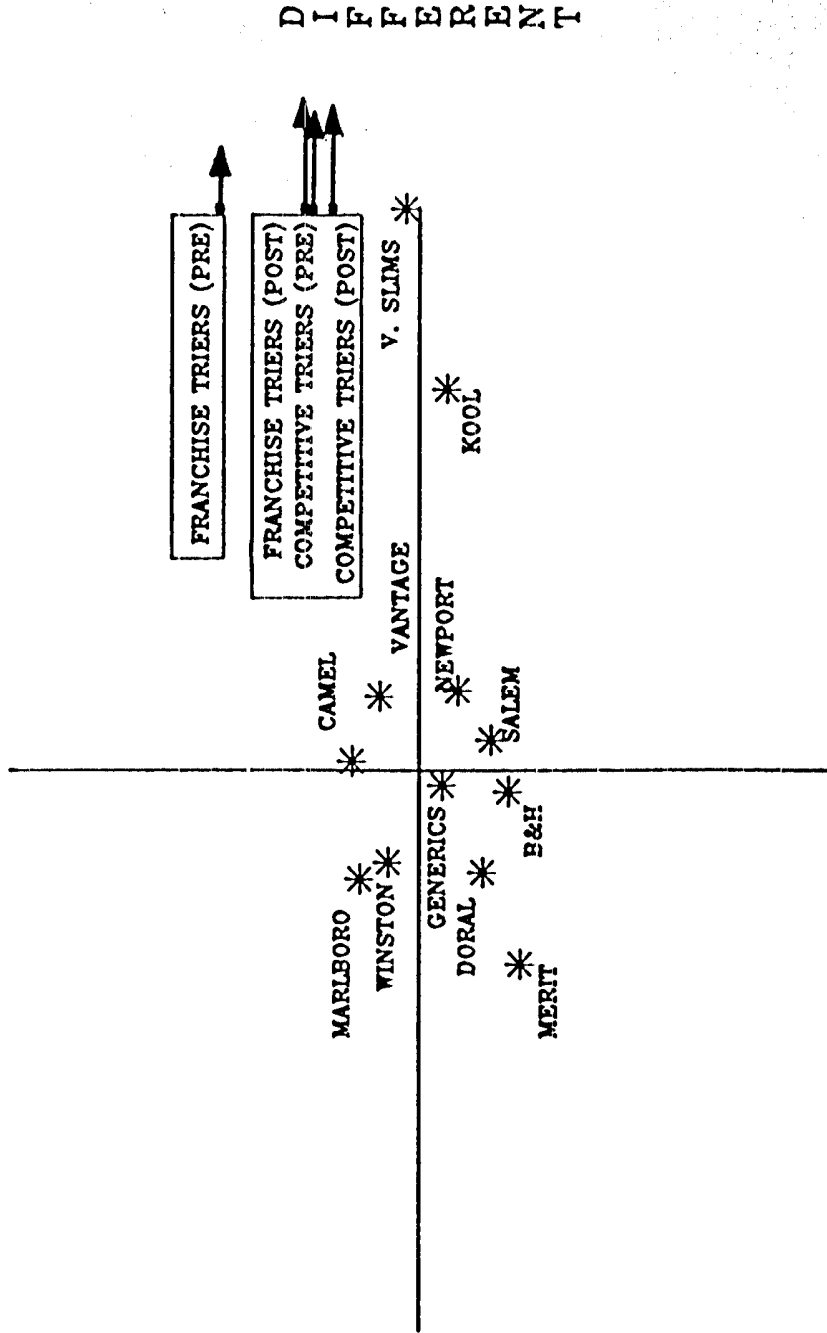 FRANCHISE TRIERS (PRE)
FRANCHISE TRIERS (POST)
COMPETITIVE TRIERS (PRE)
COMPETITIVE TRIERS (POST)
DIFFERENT
CAMEL
MARLBORO
WINSTON
V. SLIMS
VANTAGE
GENERICS
NEWPORT
DORAL
KOOL
SALEM
B&H
MERIT